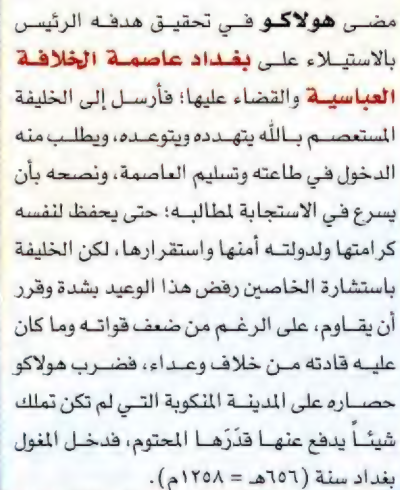 مضى هولاكو في تحقيق هدفه الرئيس
بالاستيلاء على بغداد عاصمة الخلافة
العباسية والقضاء عليها؛ فأرسل إلى الخليفة
المستعصم بالله يتهدده ويتوعده، ويطلب منه
الدخول في طاعته وتسليم العاصمة، ونصحه بأن
يسرع في الاستجابة لمطالبه؛ حتى يحفظ لنفسه
كرامتها ولدولته أمنها واستقرارها، لكن الخليفة
باستشارة الخاصين رفض هذا الوعيد بشدة وقرر
أن يقاوم، على الرغم من ضعف قواته وما كان
عليه قادته من خلاف وعداء، فضرب هولاكو
حصاره على المدينة المنكوبة التي لم تكن تملك
شيئاً يدفع عنها قَدَرَها المحتوم، فدخل المغول
بغداد سنة (٦٥٦هـ = ١٢٥٨م).